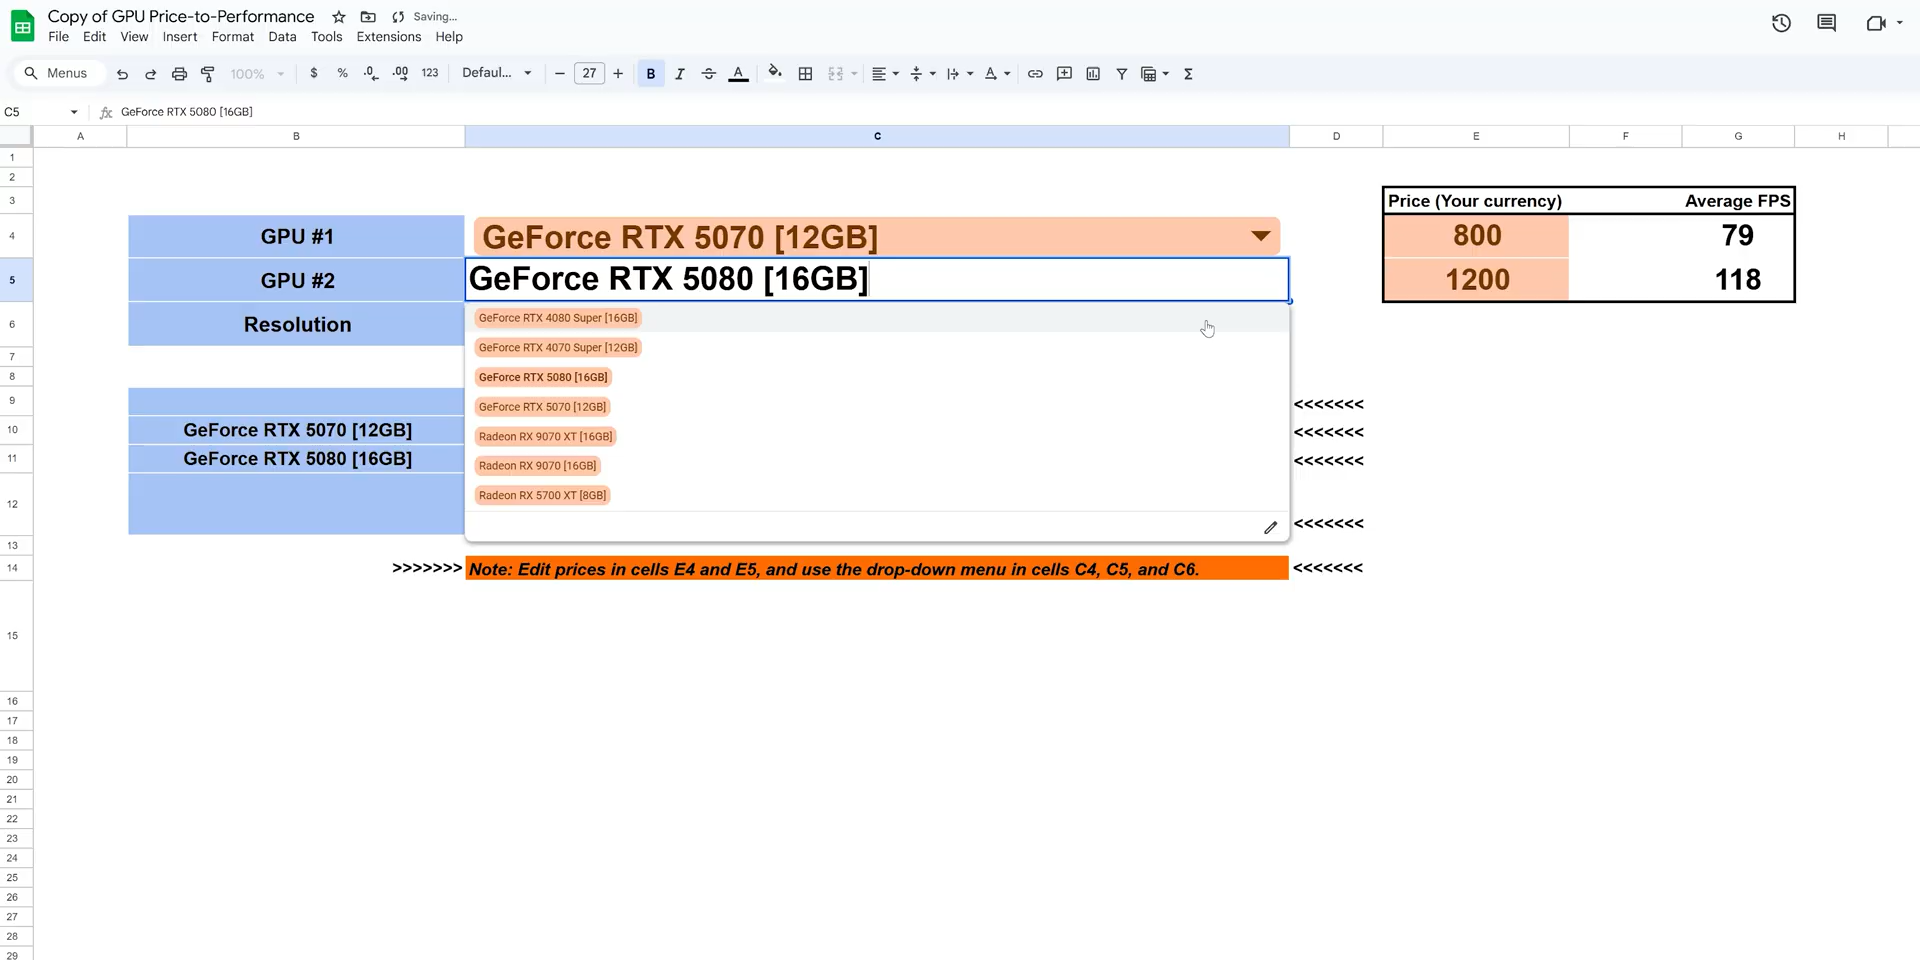 Copy of GPU Price-to-Performance Saving...
File Edit View Insert Format Data Tools Extensions Help
Menus 100% $ % .0 .00 123 Defaul... 27 B I A
C5 fx GeForce RTX 5080 [16GB]
A B C D E F G H
1
2
3 Price (Your currency) Average FPS
4 GPU #1 GeForce RTX 5070 [12GB] 800 79
5 GPU #2 GeForce RTX 5080 [16GB] 1200 118
6 Resolution
GeForce RTX 4080 Super [16GB]
GeForce RTX 4070 Super [12GB]
7
8 GeForce RTX 5080 [16GB]
9 GeForce RTX 5070 [12GB] <<<<<<<
10 GeForce RTX 5070 [12GB] Radeon RX 9070 XT [16GB] <<<<<<<
11 GeForce RTX 5080 [16GB] Radeon RX 9070 [16GB] <<<<<<<
12 Radeon RX 5700 XT [8GB] <<<<<<<
13
14 >>>>>>> Note: Edit prices in cells E4 and E5, and use the drop-down menu in cells C4, C5, and C6. <<<<<<<
15
16
17
18
19
20
21
22
23
24
25
26
27
28
29